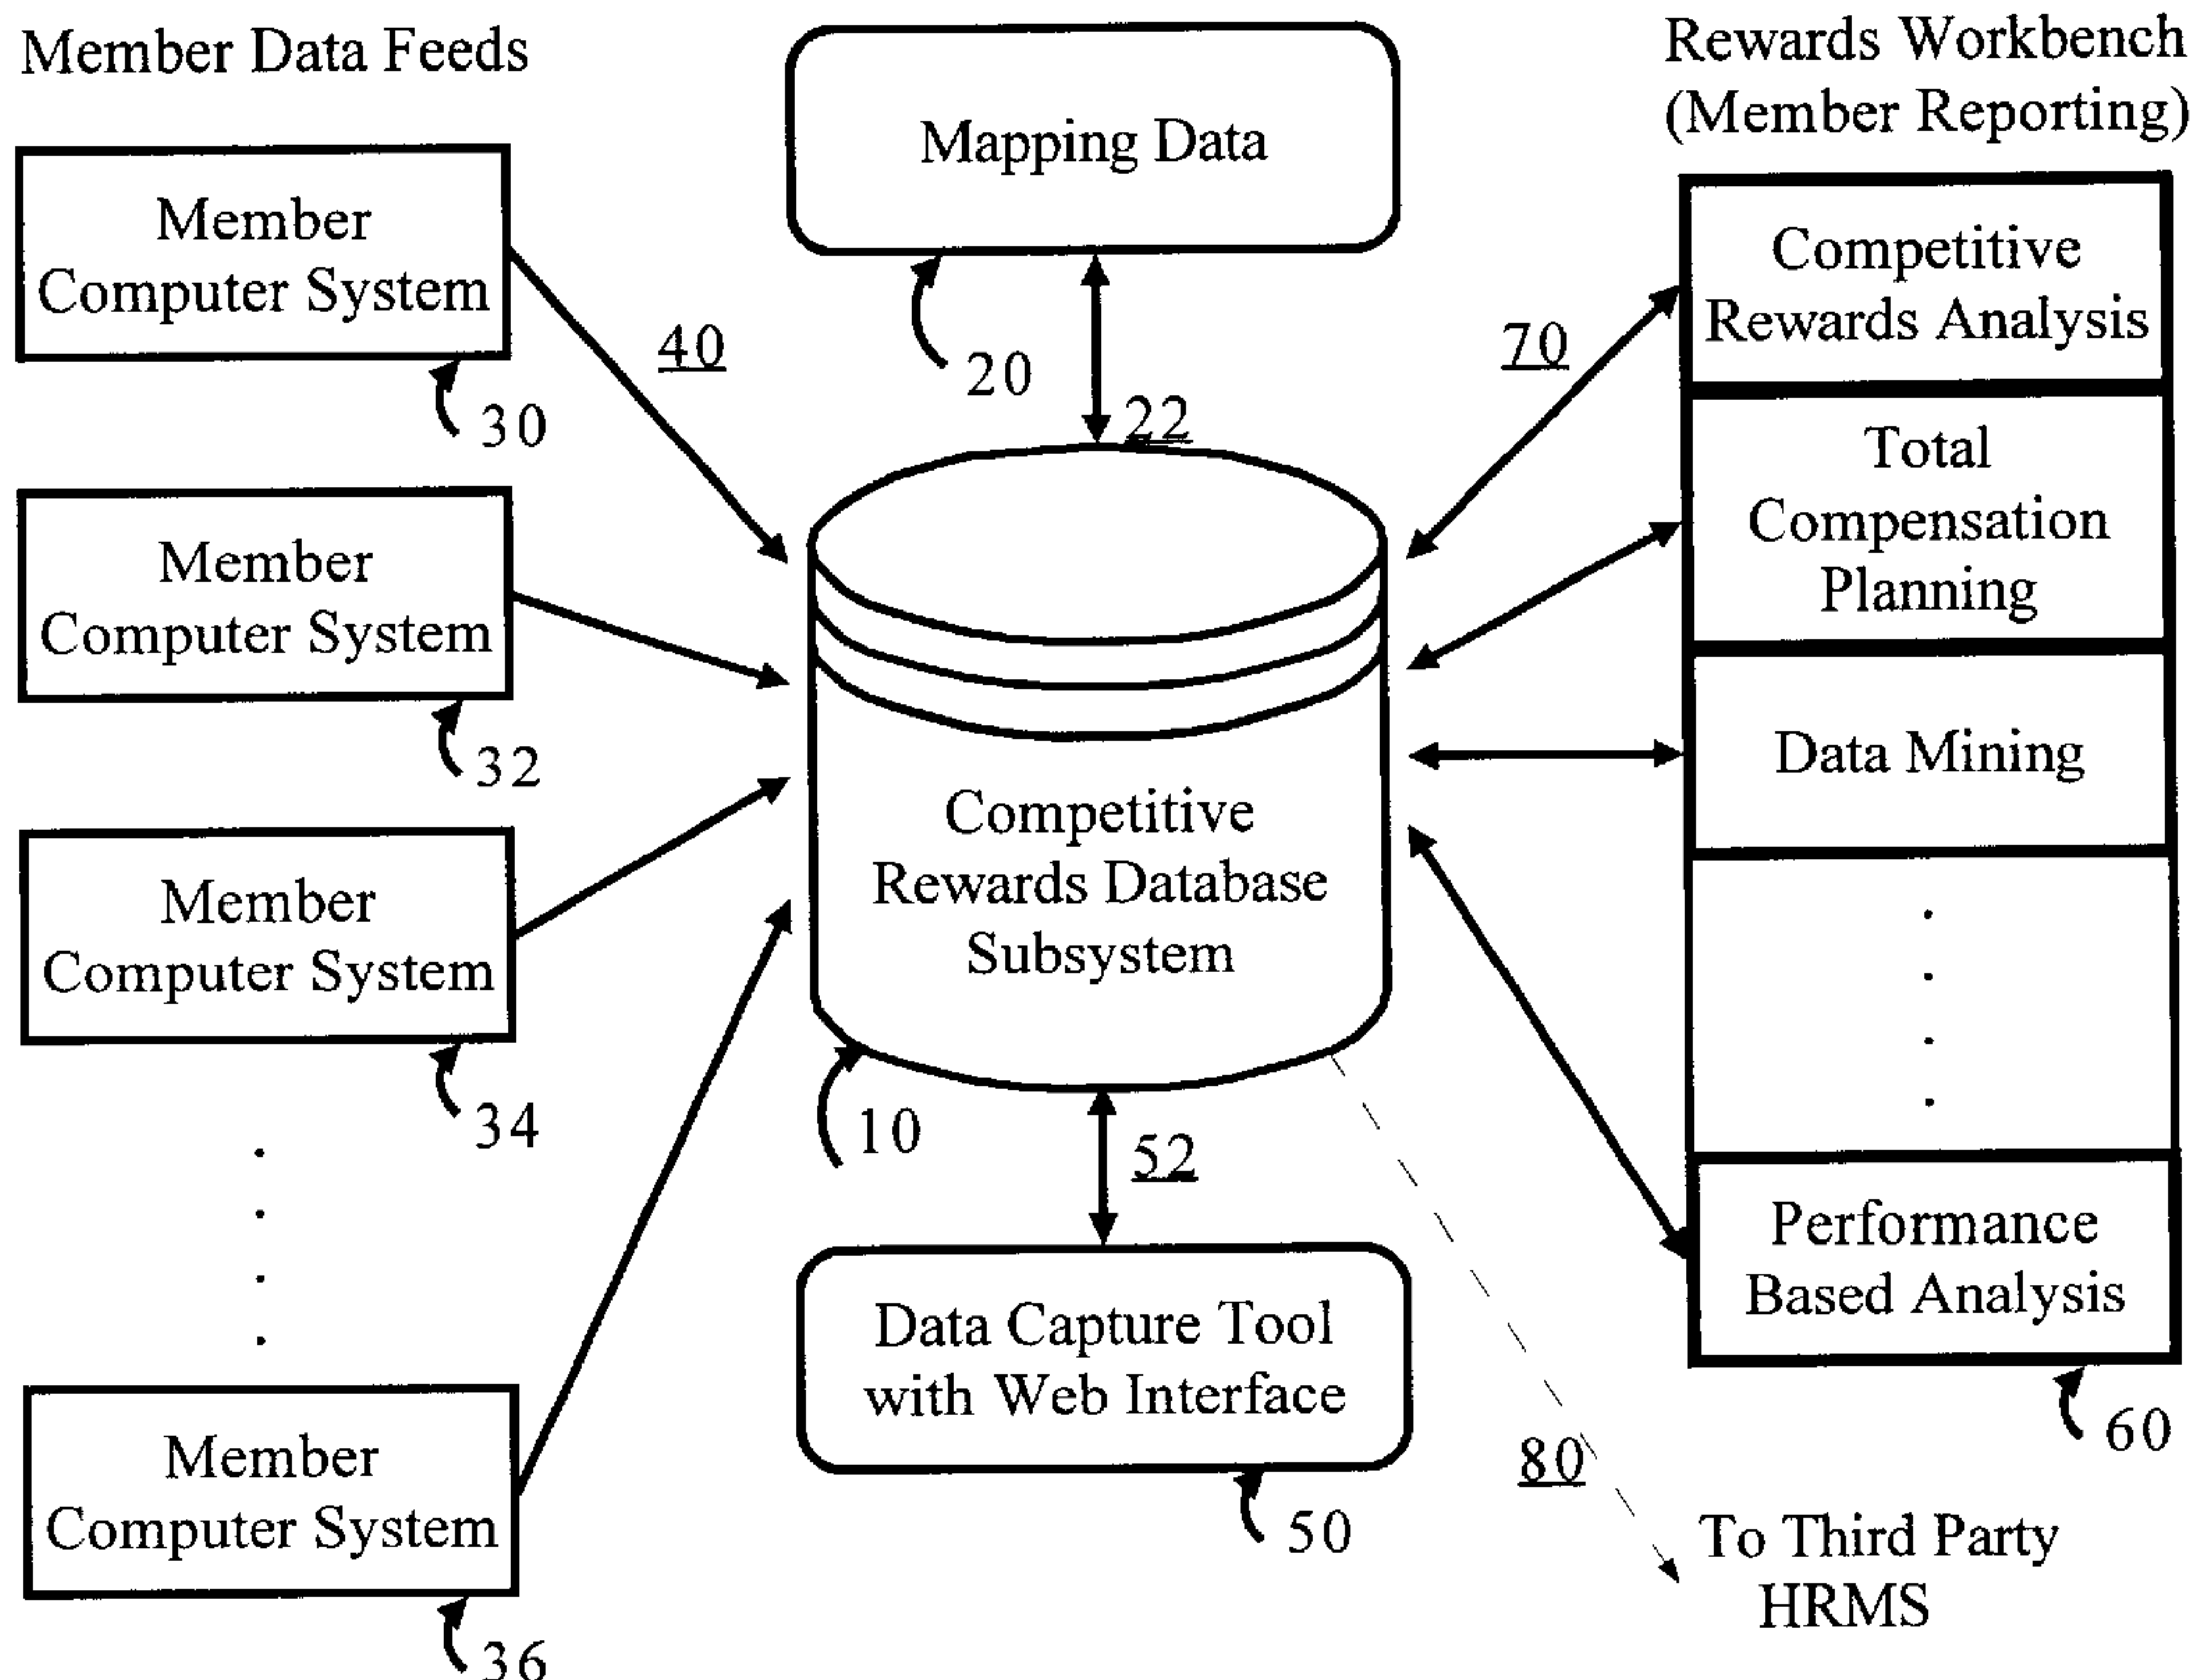 Member Data Feeds
Member
Computer System
30
Member
Computer System
32
Member
Computer System
34
Member
Computer System
36
40
Mapping Data
20
22
Competitive
Rewards Database
Subsystem
10
52
Data Capture Tool
with Web Interface
50
Rewards Workbench
(Member Reporting)
70
Competitive
Rewards Analysis
Total
Compensation
Planning
Data Mining
Performance
Based Analysis
60
80
To Third Party
HRMS